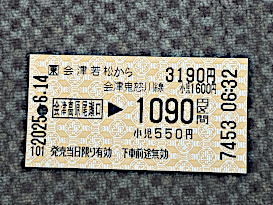 東 会津若松から 3190円
会津鬼怒川線 小児1600円
会津高原尾瀬口 ▶ 1090円区間
小児550円
発売当日限り有効 下車前途無効
2025.-6.14
101
7453 06:32